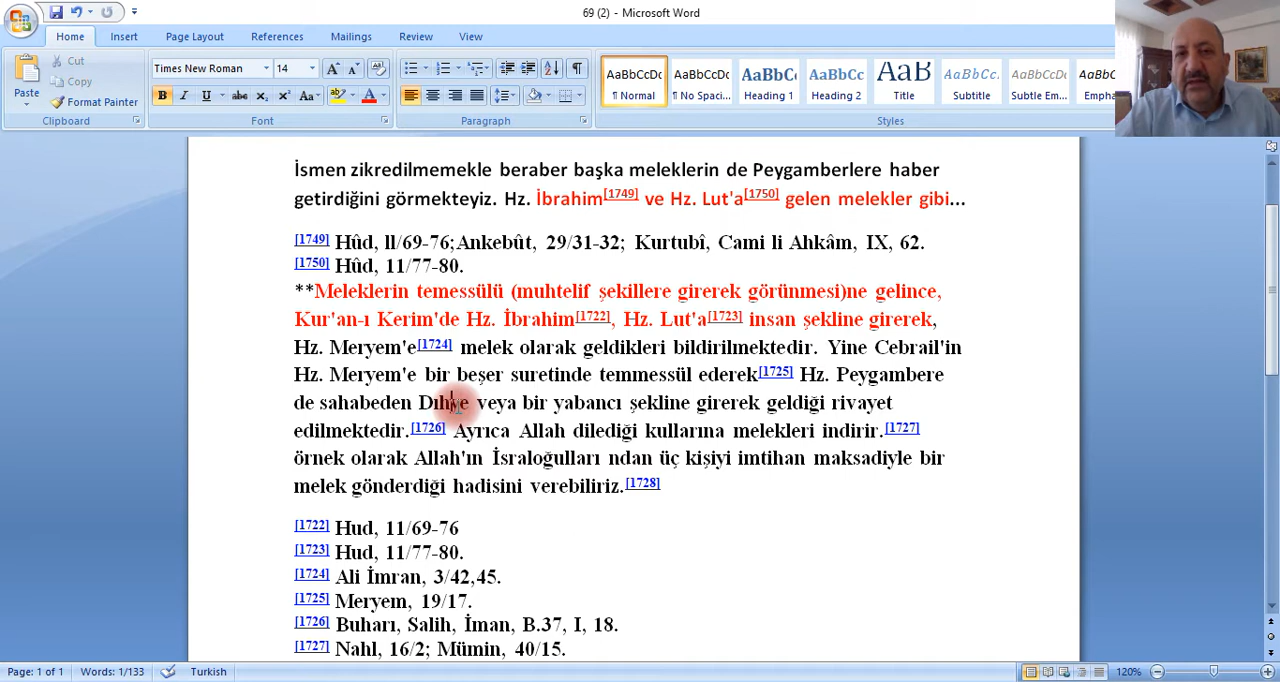 69 (2) - Microsoft Word
Home Insert Page Layout References Mailings Review View
Paste
Cut
Copy
Format Painter
Clipboard
Times New Roman 14
Font
Paragraph
AaBbCcDc AaBbCcDc AaBbC AaBbCc AaB AaBbCc. AaBbCcDc AaBbCc
¶ Normal ¶ No Spaci... Heading 1 Heading 2 Title Subtitle Subtle Em... Empha
Styles
İsmen zikredilmemekle beraber başka meleklerin de Peygamberlere haber
getirdiğini görmekteyiz. Hz. İbrahim[1749] ve Hz. Lut'a[1750] gelen melekler gibi...
[1749] Hûd, ll/69-76;Ankebût, 29/31-32; Kurtubî, Cami li Ahkâm, IX, 62.
[1750] Hûd, 11/77-80.
**Meleklerin temessülü (muhtelif şekillere girerek görünmesi)ne gelince,
Kur'an-ı Kerim'de Hz. İbrahim[1722], Hz. Lut'a[1723] insan şekline girerek,
Hz. Meryem'e[1724] melek olarak geldikleri bildirilmektedir. Yine Cebrail'in
Hz. Meryem'e bir beşer suretinde temmessül ederek[1725] Hz. Peygambere
de sahabeden Dıhye veya bir yabancı şekline girerek geldiği rivayet
edilmektedir.[1726] Ayrıca Allah dilediği kullarına melekleri indirir.[1727]
örnek olarak Allah'ın İsraloğulları ndan üç kişiyi imtihan maksadiyle bir
melek gönderdiği hadisini verebiliriz.[1728]
[1722] Hud, 11/69-76
[1723] Hud, 11/77-80.
[1724] Ali İmran, 3/42,45.
[1725] Meryem, 19/17.
[1726] Buharı, Salih, İman, B.37, I, 18.
[1727] Nahl, 16/2; Mümin, 40/15.
Page: 1 of 1 Words: 1/133 Turkish 120%